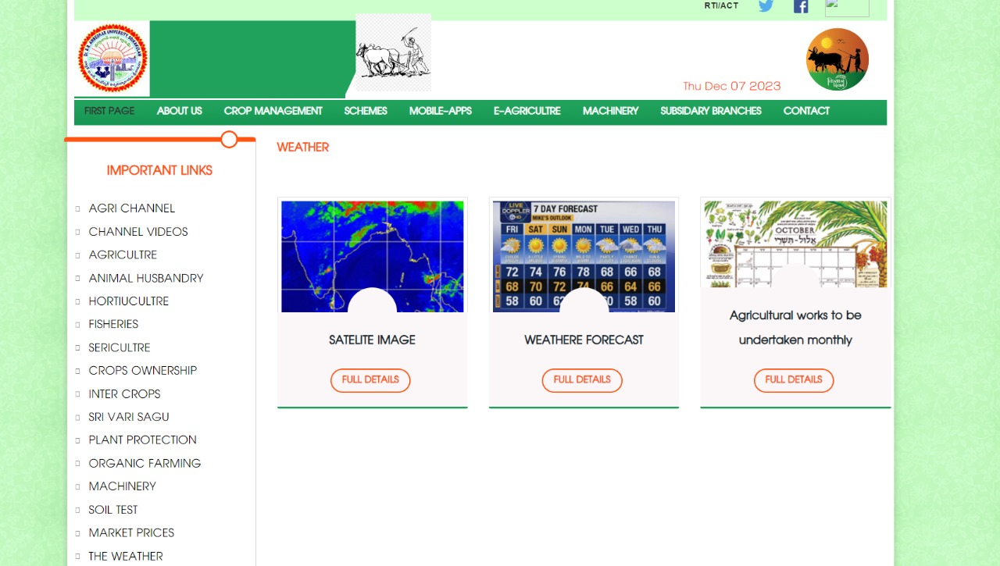 RTI/ACT
Dr. B.R. AMBEDKAR UNIVERSITY, SRIKAKULAM
Thu Dec 07 2023
FIRST PAGE ABOUT US CROP MANAGEMENT SCHEMES MOBILE-APPS E-AGRICULTRE MACHINERY SUBSIDARY BRANCHES CONTACT
IMPORTANT LINKS
AGRI CHANNEL
CHANNEL VIDEOS
AGRICULTRE
ANIMAL HUSBANDRY
HORTIUCULTRE
FISHERIES
SERICULTRE
CROPS OWNERSHIP
INTER CROPS
SRI VARI SAGU
PLANT PROTECTION
ORGANIC FARMING
MACHINERY
SOIL TEST
MARKET PRICES
THE WEATHER
WEATHER
SATELITE IMAGE
FULL DETAILS
LIVE
DOPPLER
7 DAY FORECAST
MIKE'S OUTLOOK
FRI SAT SUN MON TUE WED THU
72 74 76 78 68 66 68
68 70 72 74 66 64 66
58 60 58 60
WEATHERE FORECAST
FULL DETAILS
OCTOBER
אלול-תשרי
Agricultural works to be
undertaken monthly
FULL DETAILS